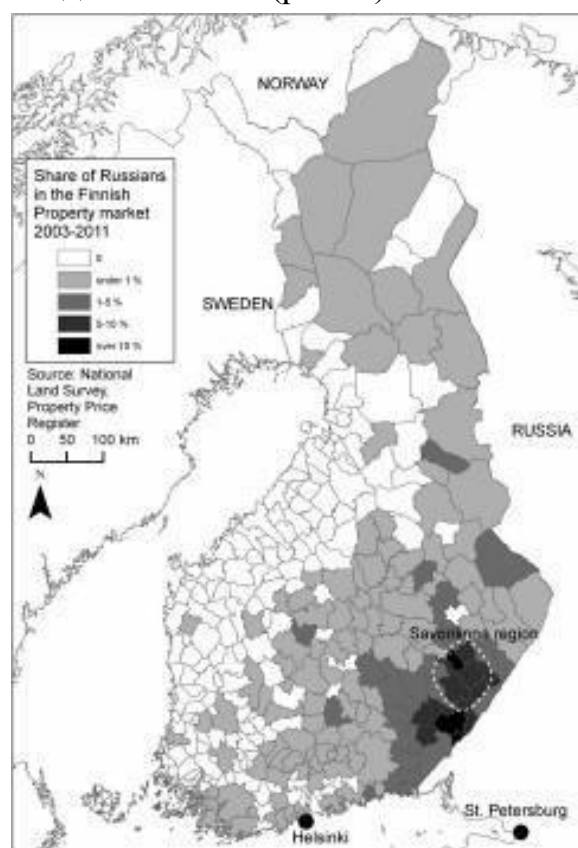 NORWAY
Share of Russians
in the Finnish
Property market
2003-2011
0
under 1 %
1-5 %
5-10 %
over 10 %
SWEDEN
Source: National
Land Survey,
Property Price
Register
0 50 100 km
N
RUSSIA
Savonlinna region
St. Petersburg
Helsinki